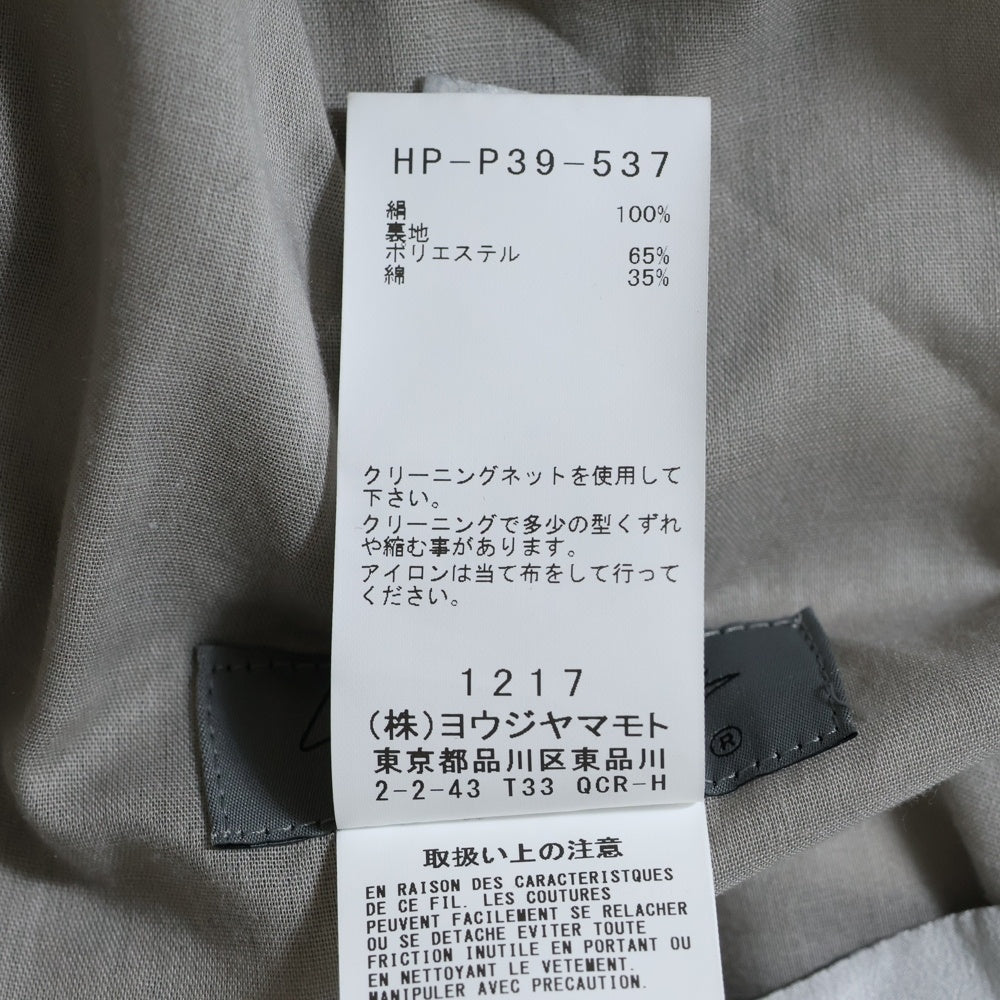 HP-P39-537
絹 100%
裏地
ポリエステル 65%
綿 35%
クリーニングネットを使用して
下さい。
クリーニングで多少の型くずれ
や縮む事があります。
アイロンは当て布をして行って
ください。
1217
(株)ヨウジヤマモト
東京都品川区東品川
2-2-43 T33 QCR-H
®
取扱い上の注意
EN RAISON DES CARACTERISTQUES
DE CE FIL. LES COUTURES
PEUVENT FACILEMENT SE RELACHER
OU SE DETACHE EVITER TOUTE
FRICTION INUTILE EN PORTANT OU
EN NETTOYANT LE VETEMENT.
MANIPULER AVEC PRECAUTION.